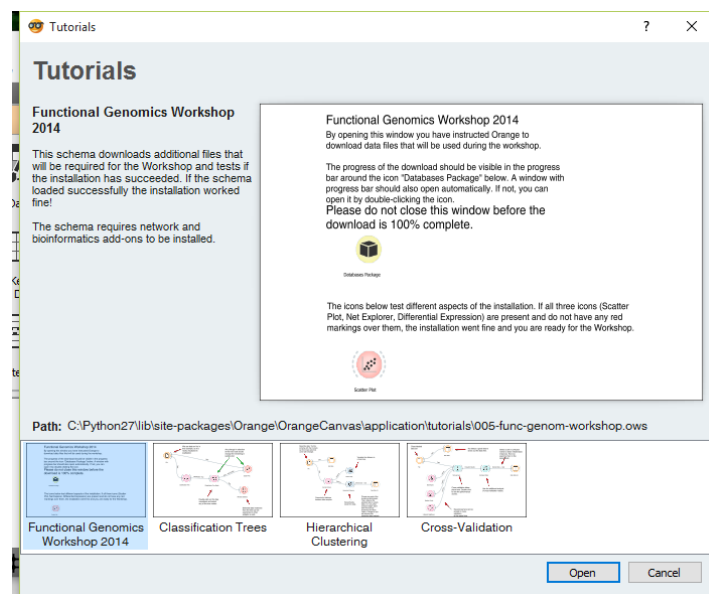 Tutorials
?
Tutorials
Functional Genomics Workshop
2014
This schema downloads additional files that
will be required for the Workshop and tests if
the installation has succeeded. If the schema
loaded successfully the installation worked
fine!
The schema requires network and
bioinformatics add-ons to be installed.
Functional Genomics Workshop 2014
By opening this window you have instructed Orange to
download data files that will be used during the workshop.
The progress of the download should be visible in the progress
bar around the icon "Databases Package" below. A window with
progress bar should also open automatically. If not, you can
open it by double-clicking the icon.
Please do not close this window before the
download is 100% complete.
Databases Package
The icons below test different aspects of the installation. If all three icons (Scatter
Plot, Net Explorer, Differential Expression) are present and do not have any red
markings over them, the installation went fine and you are ready for the Workshop.
Scatter Plot
Path: C:\Python27\lib\site-packages\Orange\OrangeCanvas\application\tutorials\005-func-genom-workshop.ows
Functional Genomics
Workshop 2014
Classification Trees
Hierarchical
Clustering
Cross-Validation
Open
Cancel